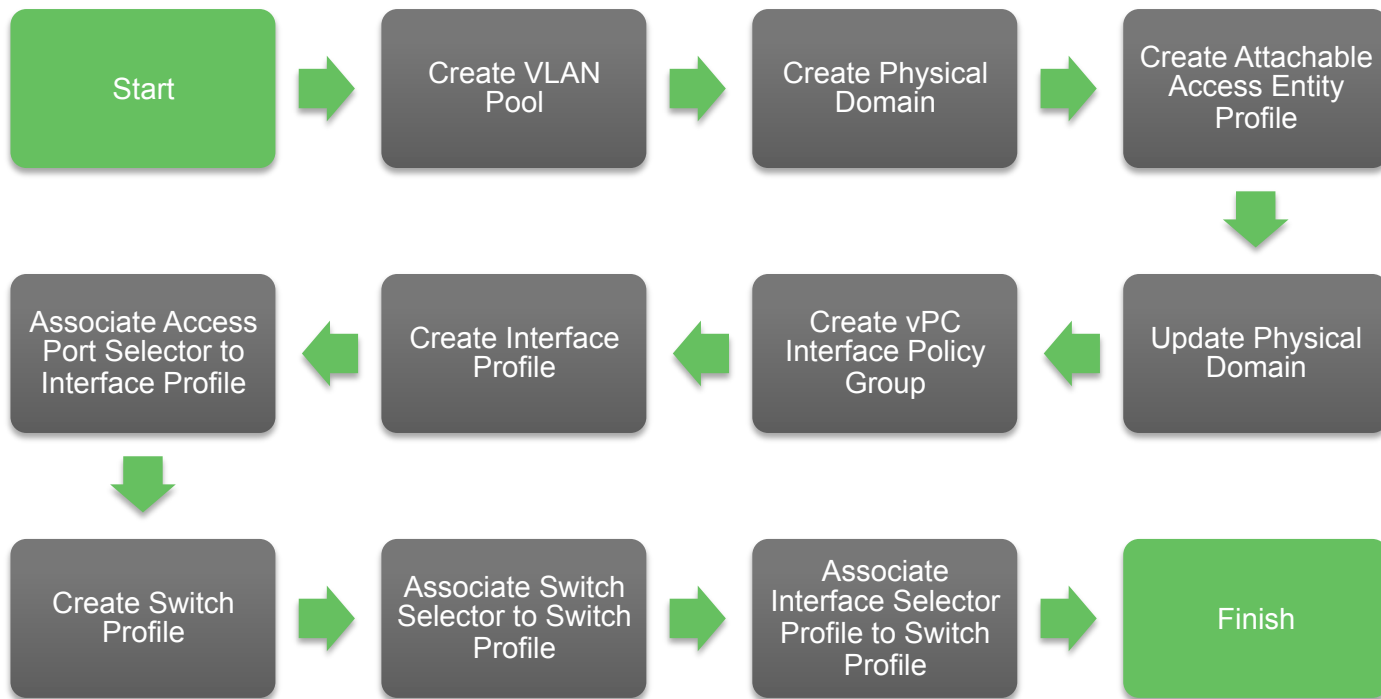 Start
Create VLAN
Pool
Create Physical
Domain
Create Attachable
Access Entity
Profile
Update Physical
Domain
Create vPC
Interface Policy
Group
Create Interface
Profile
Associate Access
Port Selector to
Interface Profile
Create Switch
Profile
Associate Switch
Selector to Switch
Profile
Associate
Interface Selector
Profile to Switch
Profile
Finish